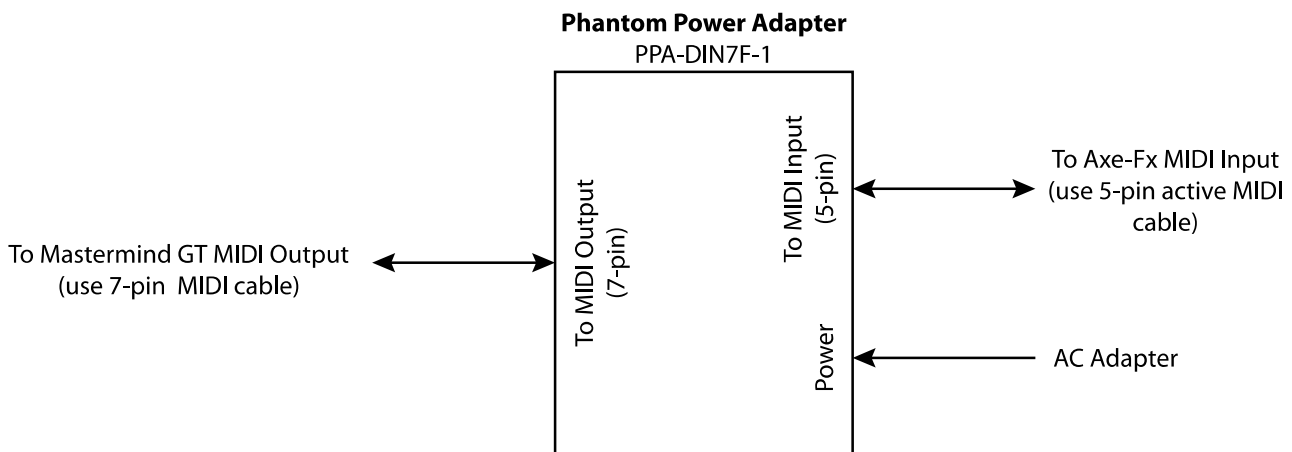 Phantom Power Adapter
PPA-DIN7F-1
To Mastermind GT MIDI Output
(use 7-pin  MIDI cable)
To MIDI Output
(7-pin)
To MIDI Input
(5-pin)
To Axe-Fx MIDI Input
(use 5-pin active MIDI
cable)
Power
AC Adapter